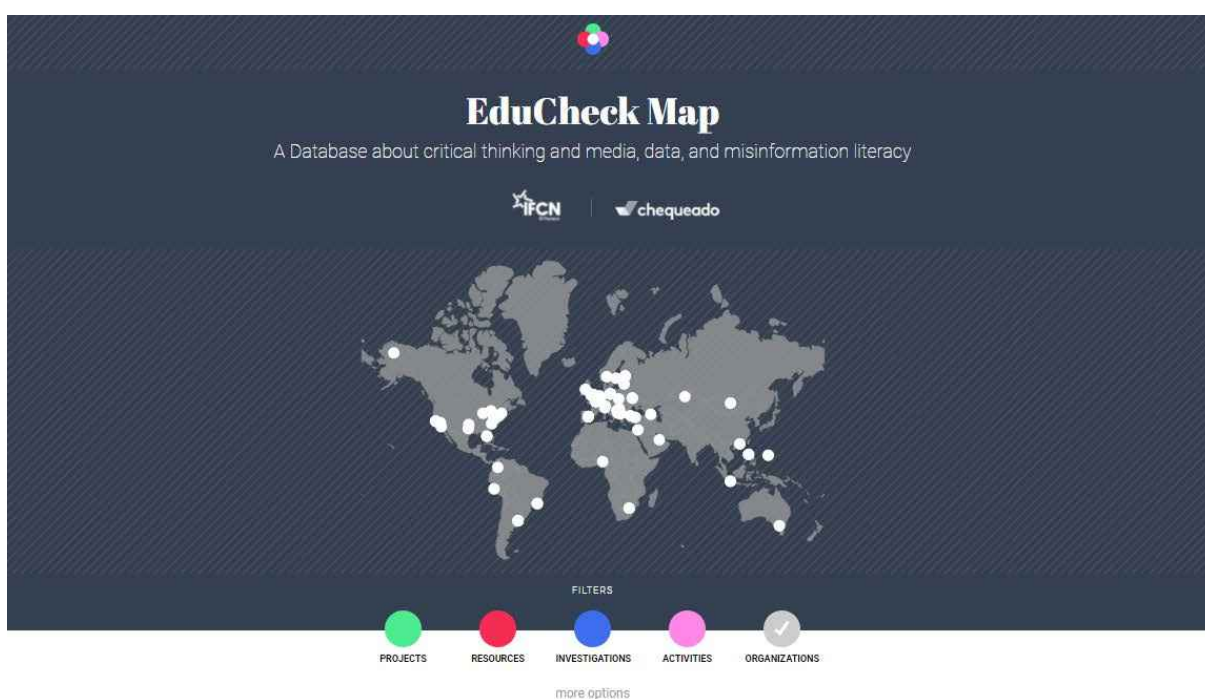 EduCheck Map
A Database about critical thinking and media, data, and misinformation literacy
IFCN
chequeado
FILTERS
PROJECTS
RESOURCES
INVESTIGATIONS
ACTIVITIES
ORGANIZATIONS
more options